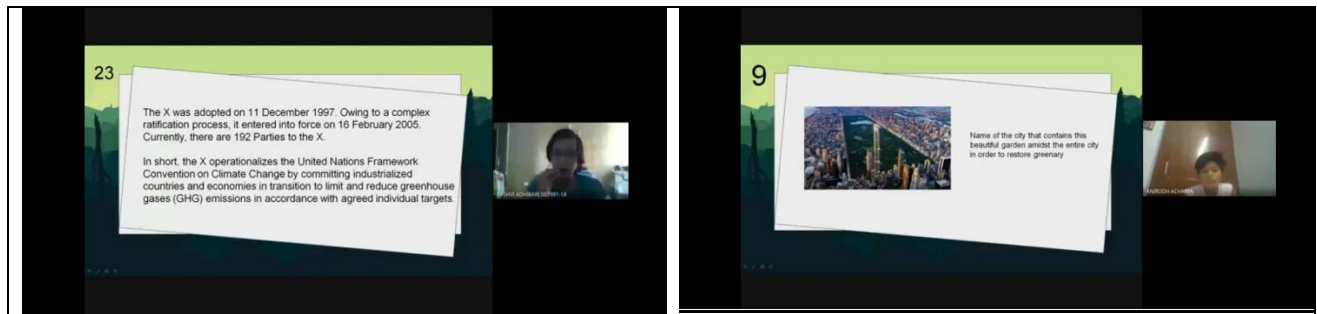 23
The X was adopted on 11 December 1997. Owing to a complex
ratification process, it entered into force on 16 February 2005.
Currently, there are 192 Parties to the X.
In short, the X operationalizes the United Nations Framework
Convention on Climate Change by committing industrialized
countries and economies in transition to limit and reduce greenhouse
gases (GHG) emissions in accordance with agreed individual targets.
9
Name of the city that contains this
beautiful garden amidst the entire city
in order to restore greenary
ANIRUDH ACHARYA